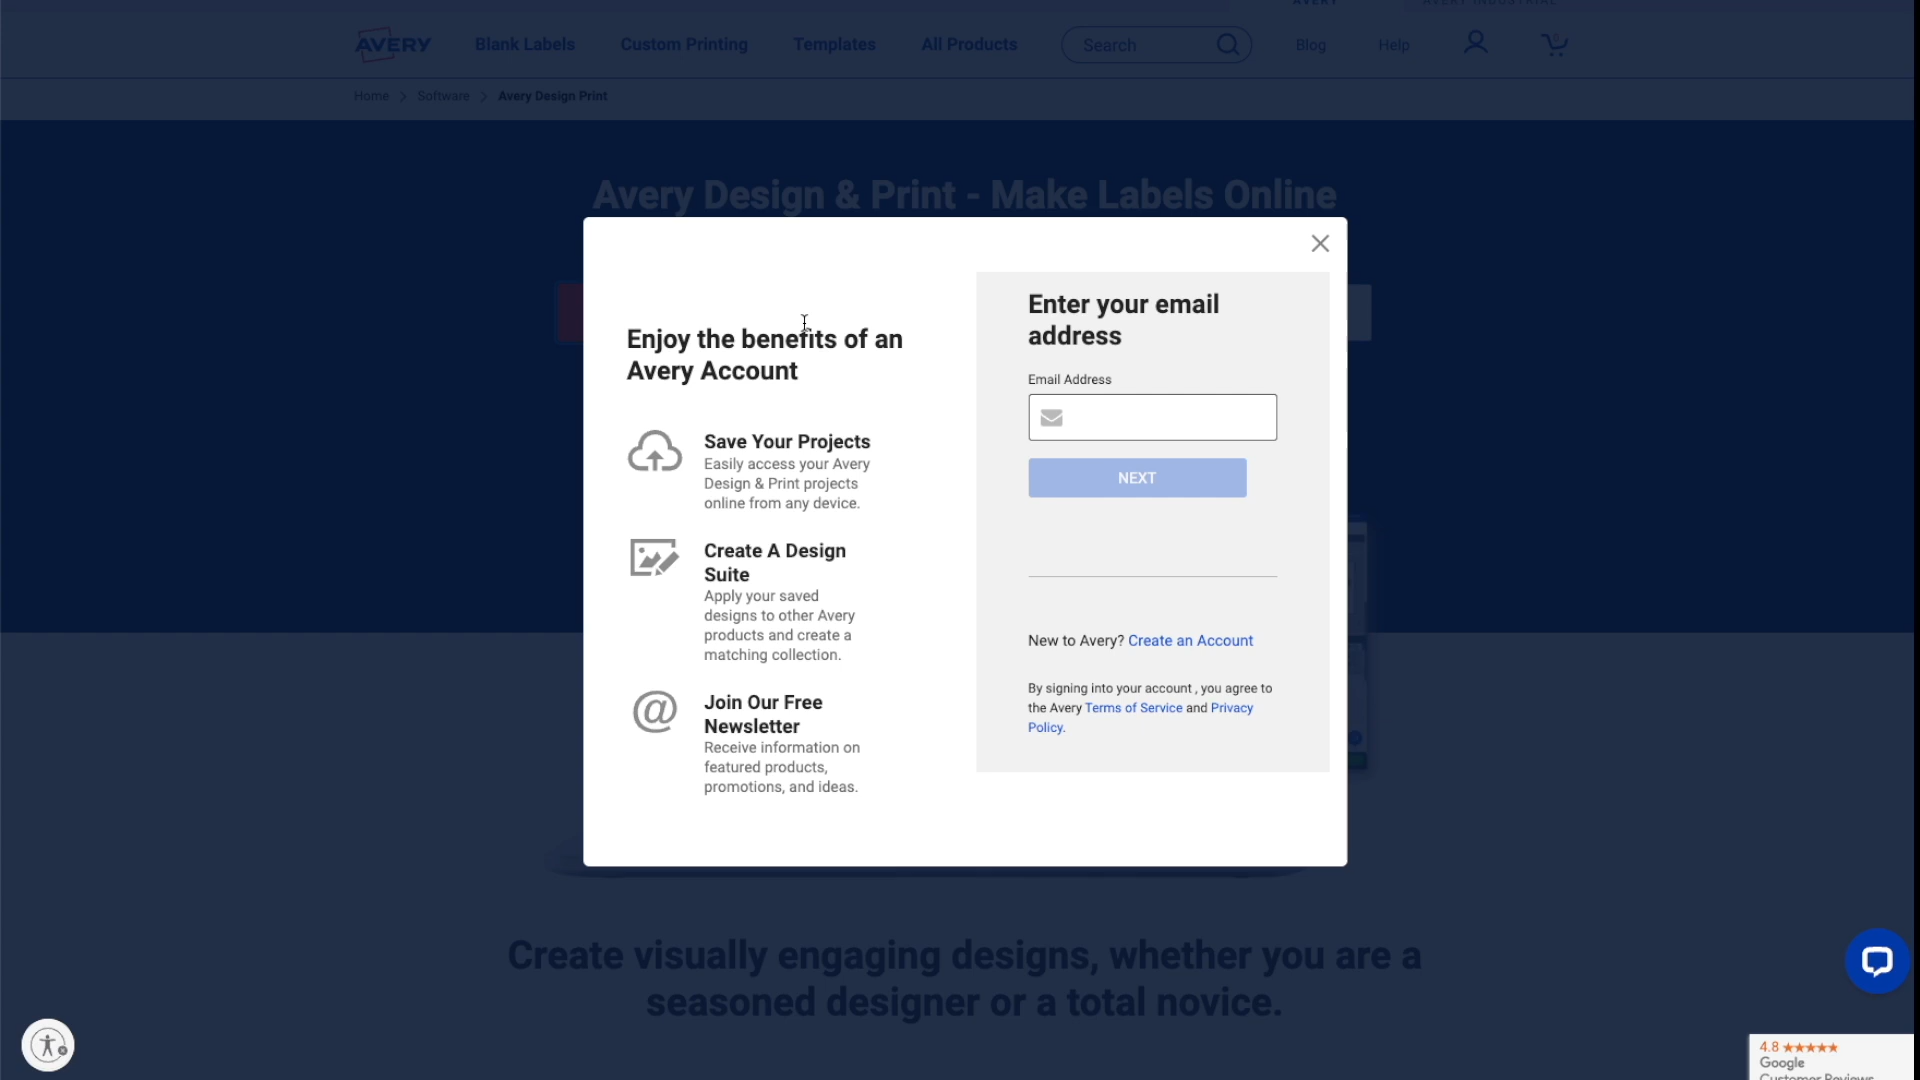 AVERY
AVERY INDUSTRIAL
AVERY
Blank Labels
Custom Printing
Templates
All Products
Search
Blog
Help
0
Home > Software > Avery Design Print
Avery Design & Print - Make Labels Online
Enjoy the benefits of an
Avery Account
Save Your Projects
Easily access your Avery
Design & Print projects
online from any device.
Create A Design
Suite
Apply your saved
designs to other Avery
products and create a
matching collection.
@
Join Our Free
Newsletter
Receive information on
featured products,
promotions, and ideas.
Enter your email
address
Email Address
NEXT
New to Avery? Create an Account
By signing into your account , you agree to
the Avery Terms of Service and Privacy
Policy.
Create visually engaging designs, whether you are a
seasoned designer or a total novice.
4.8 ★★★★★
Google
Customer Reviews